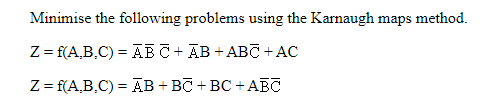 Minimise the following problems using the Karnaugh maps method.
Z = f(A,B,C) = A̅B̅ C̅ + A̅B + ABC̅ + AC
Z = f(A,B,C) = A̅B + BC̅ + BC + AB̅C̅